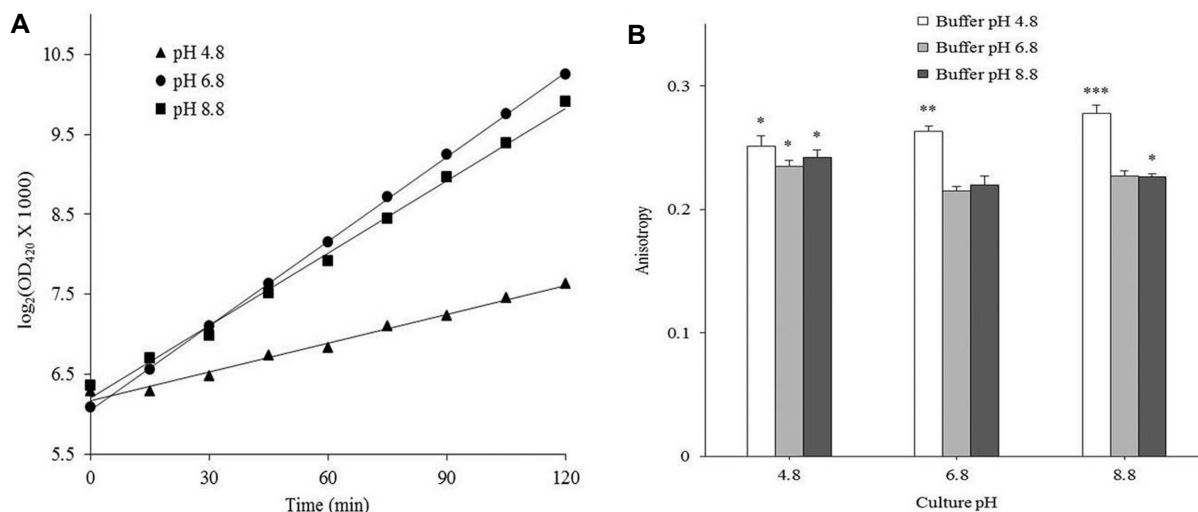 A
10.5
9.5
8.5
7.5
6.5
5.5
log₂(OD₄₂₀ X 1000)
pH 4.8
pH 6.8
pH 8.8
0 30 60 90 120
Time (min)
B
Buffer pH 4.8
Buffer pH 6.8
Buffer pH 8.8
0.3
0.2
0.1
0
Anisotropy
* * *
**
*** *
4.8 6.8 8.8
Culture pH